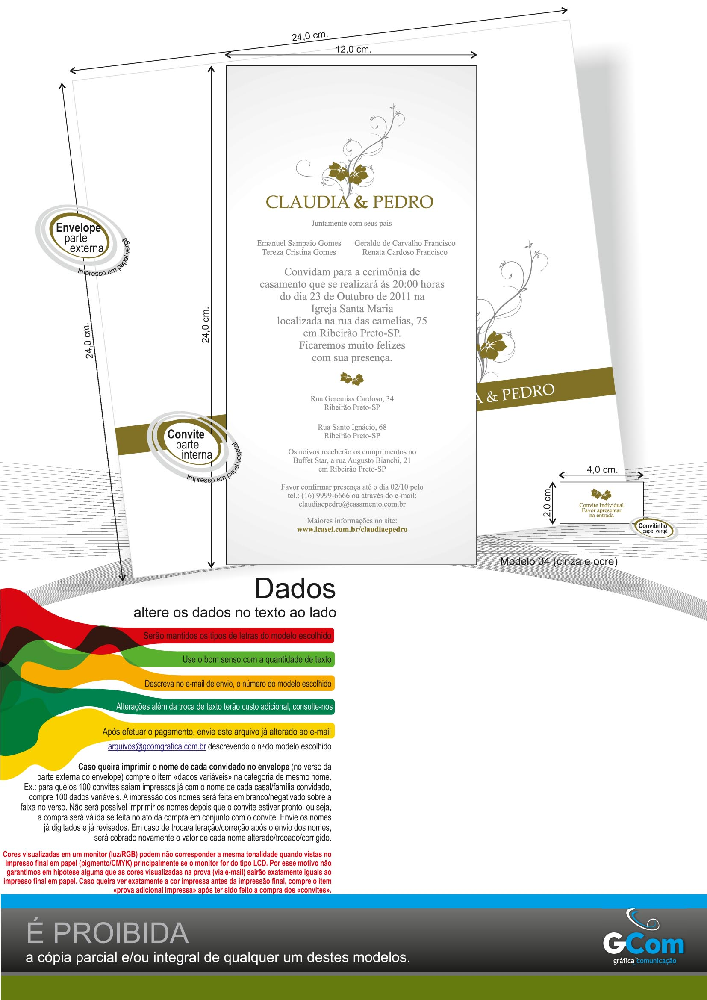 24,0 cm.
12,0 cm.
24,0 cm.
24,0 cm.
Envelope
parte
externa
Impresso em papel vergê
CLAUDIA & PEDRO
Juntamente com seus pais
Emanuel Sampaio Gomes Geraldo de Carvalho Francisco
Tereza Cristina Gomes Renata Cardoso Francisco
Convidam para a cerimônia de
casamento que se realizará às 20:00 horas
do dia 23 de Outubro de 2011 na
Igreja Santa Maria
localizada na rua das camelias, 75
em Ribeirão Preto-SP.
Ficaremos muito felizes
com sua presença.
Rua Geremias Cardoso, 34
Ribeirão Preto-SP
Rua Santo Ignácio, 68
Ribeirão Preto-SP
Os noivos receberão os cumprimentos no
Buffet Star, a rua Augusto Bianchi, 21
em Ribeirão Preto-SP
Favor confirmar presença até o dia 02/10 pelo
tel.: (16) 9999-6666 ou através do e-mail:
claudiaepedro@casamento.com.br
Maiores informações no site:
www.icasei.com.br/claudiaepedro
A & PEDRO
Convite
parte
interna
Impresso em papel vegetal
4,0 cm.
2,0 cm
Convite Individual
Favor apresentar
na entrada
Convitinho
papel vergê
Modelo 04 (cinza e ocre)
Dados
altere os dados no texto ao lado
Serão mantidos os tipos de letras do modelo escolhido
Use o bom senso com a quantidade de texto
Descreva no e-mail de envio, o número do modelo escolhido
Alterações além da troca de texto terão custo adicional, consulte-nos
Após efetuar o pagamento, envie este arquivo já alterado ao e-mail
arquivos@gcomgrafica.com.br descrevendo o nº do modelo escolhido
Caso queira imprimir o nome de cada convidado no envelope (no verso da
parte externa do envelope) compre o ítem «dados variáveis» na categoria de mesmo nome.
Ex.: para que os 100 convites saiam impressos já com o nome de cada casal/família convidado,
compre 100 dados variáveis. A impressão dos nomes será feita em branco/negativado sobre a
faixa no verso. Não será possível imprimir os nomes depois que o convite estiver pronto, ou seja,
a compra será válida se feita no ato da compra em conjunto com o convite. Envie os nomes
já digitados e já revisados. Em caso de troca/alteração/correção após o envio dos nomes,
será cobrado novamente o valor de cada nome alterado/trcoado/corrigido.
Cores visualizadas em um monitor (luz/RGB) podem não corresponder a mesma tonalidade quando vistas no
impresso final em papel (pigmento/CMYK) principalmente se o monitor for do tipo LCD. Por esse motivo não
garantimos em hipótese alguma que as cores visualizadas na prova (via e-mail) sairão exatamente iguais ao
impresso final em papel. Caso queira ver exatamente a cor impressa antes da impressão final, compre o ítem
«prova adicional impressa» após ter sido feito a compra dos «convites».
É PROIBIDA
a cópia parcial e/ou integral de qualquer um destes modelos.
GCom
gráfica comunicação